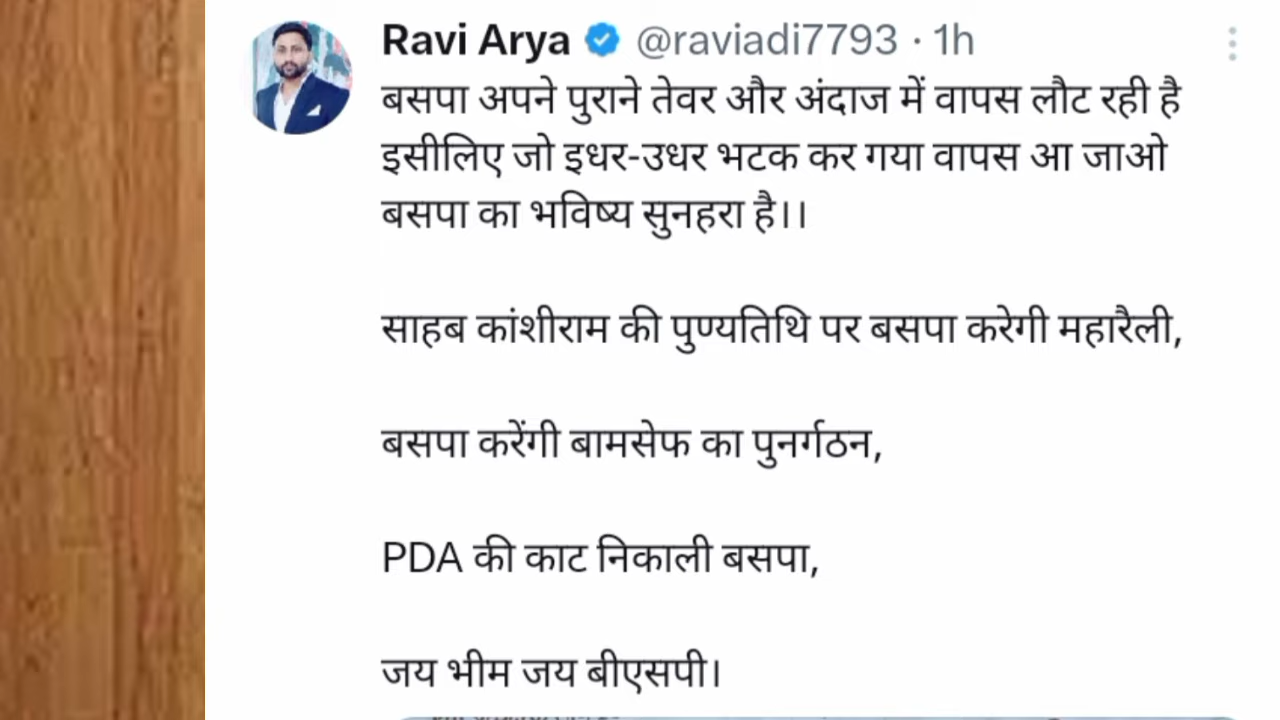 Ravi Arya @raviadi7793 · 1h
बसपा अपने पुराने तेवर और अंदाज में वापस लौट रही है
इसीलिए जो इधर-उधर भटक कर गया वापस आ जाओ
बसपा का भविष्य सुनहरा है।।
साहब कांशीराम की पुण्यतिथि पर बसपा करेगी महारैली,
बसपा करेंगी बामसेफ का पुनर्गठन,
PDA की काट निकाली बसपा,
जय भीम जय बीएसपी।